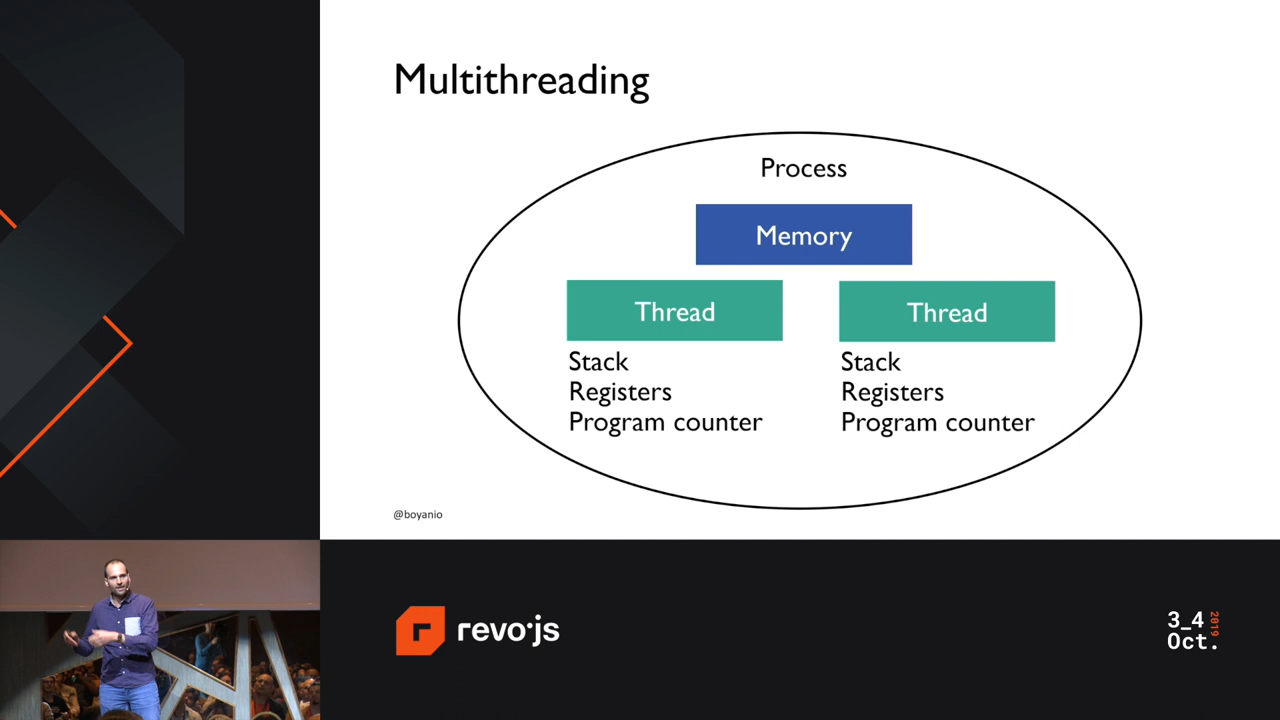 Multithreading
Process
Memory
Thread
Stack
Registers
Program counter
Thread
Stack
Registers
Program counter
@boyanio
r revo·js
3_4
Oct.
2019